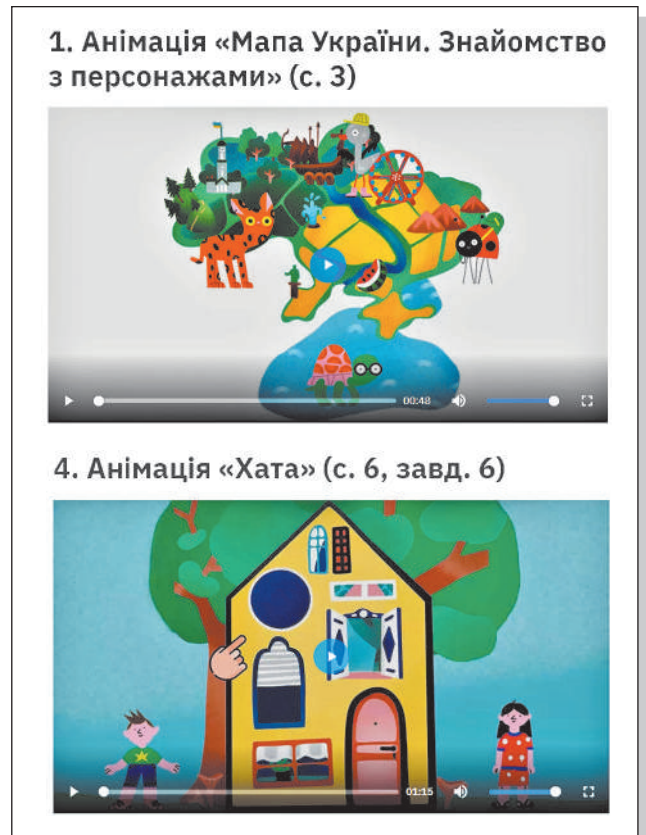 1. Анімація «Мапа України. Знайомство
з персонажами» (с. 3)
00:48
4. Анімація «Хата» (с. 6, завд. 6)
01:15